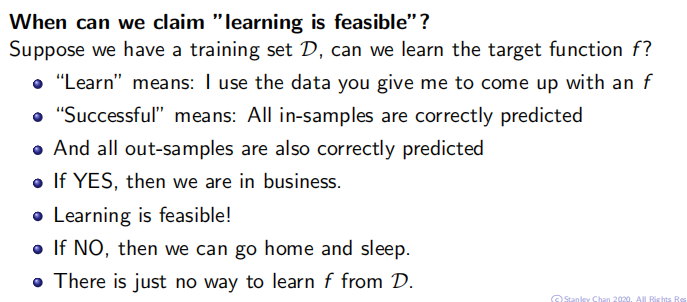 When can we claim ”learning is feasible”?
Suppose we have a training set 𝒟, can we learn the target function f?
“Learn” means: I use the data you give me to come up with an f
“Successful” means: All in-samples are correctly predicted
And all out-samples are also correctly predicted
If YES, then we are in business.
Learning is feasible!
If NO, then we can go home and sleep.
There is just no way to learn f from 𝒟.
©Stanley Chan 2020. All Rights Res